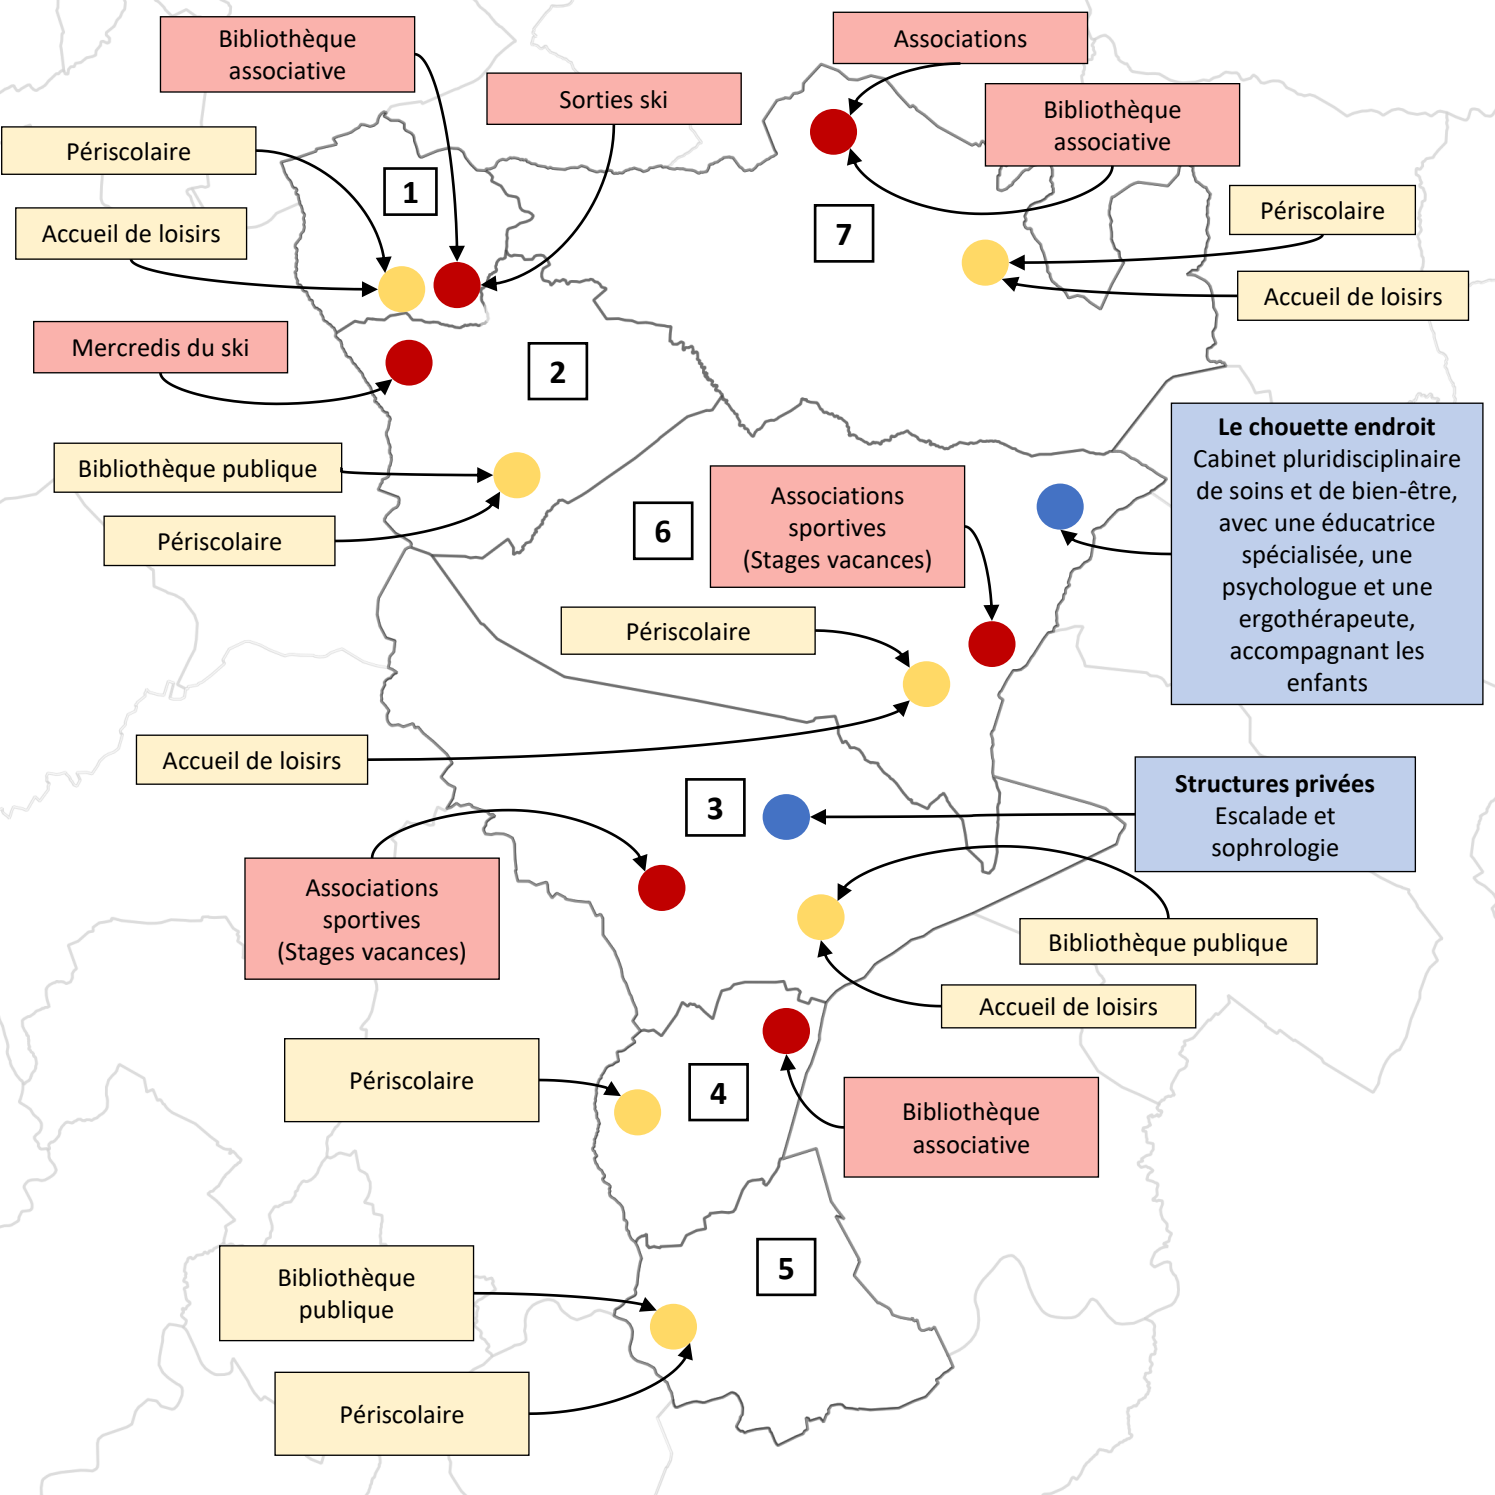 Bibliothèque
associative
Associations
Sorties ski
Bibliothèque
associative
Périscolaire
1
Périscolaire
Accueil de loisirs
7
Accueil de loisirs
Mercredis du ski
2
Le chouette endroit
Cabinet pluridisciplinaire
de soins et de bien-être,
avec une éducatrice
spécialisée, une
psychologue et une
ergothérapeute,
accompagnant les
enfants
Bibliothèque publique
Périscolaire
6
Associations
sportives
(Stages vacances)
Périscolaire
Accueil de loisirs
3
Structures privées
Escalade et
sophrologie
Associations
sportives
(Stages vacances)
Bibliothèque publique
Accueil de loisirs
Périscolaire
4
Bibliothèque
associative
5
Bibliothèque
publique
Périscolaire